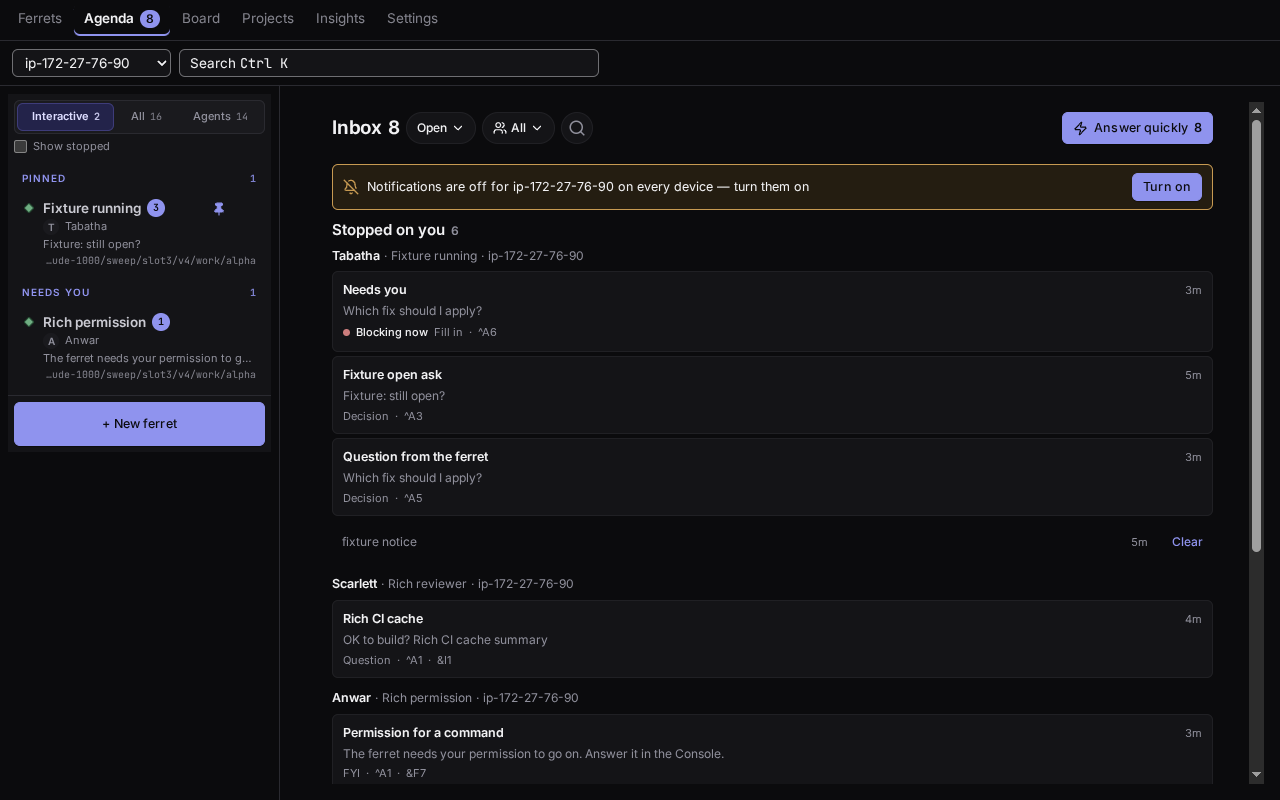 Ferrets Agenda 8 Board Projects Insights Settings
ip-172-27-76-90 Search Ctrl K
Interactive 2 All 16 Agents 14
Show stopped
PINNED 1
Fixture running 3
T Tabatha
Fixture: still open?
…ude-1000/sweep/slot3/v4/work/alpha
NEEDS YOU 1
Rich permission 1
A Anwar
The ferret needs your permission to g…
…ude-1000/sweep/slot3/v4/work/alpha
+ New ferret
Inbox 8 Open All Answer quickly 8
Notifications are off for ip-172-27-76-90 on every device — turn them on Turn on
Stopped on you 6
Tabatha · Fixture running · ip-172-27-76-90
Needs you 3m
Which fix should I apply?
Blocking now Fill in · ^A6
Fixture open ask 5m
Fixture: still open?
Decision · ^A3
Question from the ferret 3m
Which fix should I apply?
Decision · ^A5
fixture notice 5m Clear
Scarlett · Rich reviewer · ip-172-27-76-90
Rich CI cache 4m
OK to build? Rich CI cache summary
Question · ^A1 · &I1
Anwar · Rich permission · ip-172-27-76-90
Permission for a command 3m
The ferret needs your permission to go on. Answer it in the Console.
FYI · ^A1 · &F7